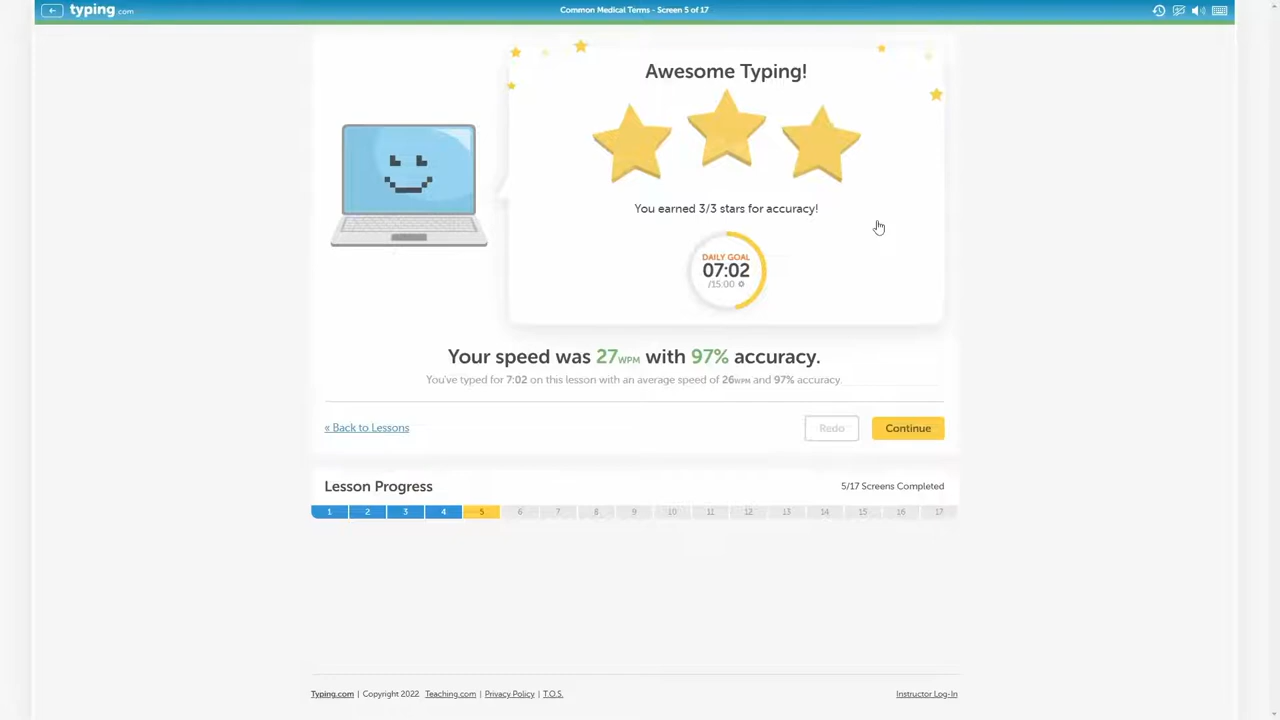 typing.com
Common Medical Terms - Screen 5 of 17
Awesome Typing!
You earned 3/3 stars for accuracy!
DAILY GOAL
07:02
/15:00
Your speed was 27WPM with 97% accuracy.
You've typed for 7:02 on this lesson with an average speed of 26WPM and 97% accuracy.
« Back to Lessons
Redo
Continue
Lesson Progress
5/17 Screens Completed
1 2 3 4 5 6 7 8 9 10 11 12 13 14 15 16 17
Typing.com | Copyright 2022 Teaching.com | Privacy Policy | T.O.S.
Instructor Log-In